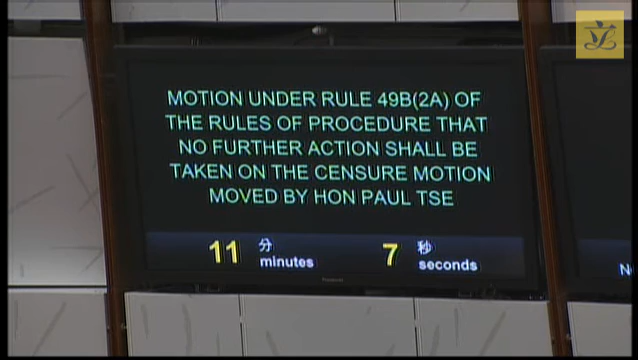 立
MOTION UNDER RULE 49B(2A) OF
THE RULES OF PROCEDURE THAT
NO FURTHER ACTION SHALL BE
TAKEN ON THE CENSURE MOTION
MOVED BY HON PAUL TSE
11 分 minutes 7 秒 seconds
N